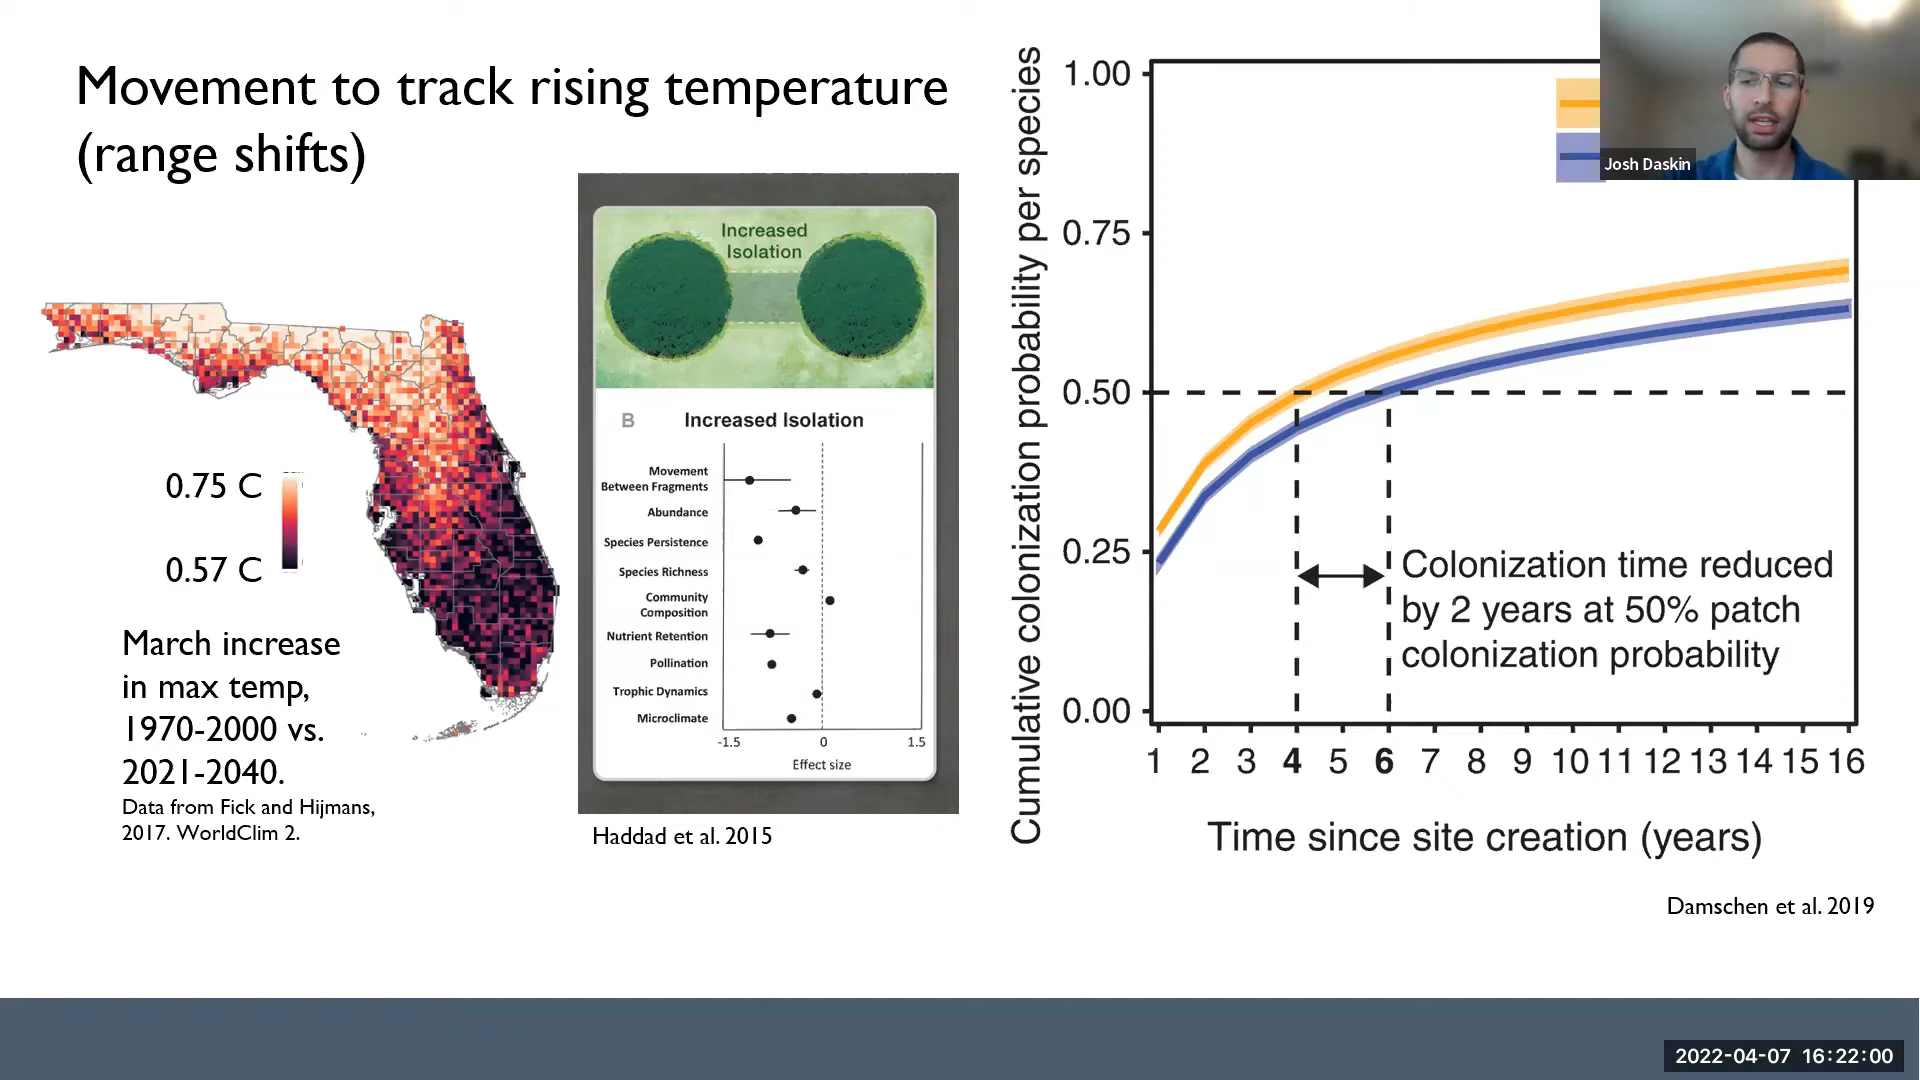 Movement to track rising temperature
(range shifts)
0.75 C
0.57 C
March increase
in max temp,
1970-2000 vs.
2021-2040.
Data from Fick and Hijmans,
2017. WorldClim 2.
Increased
Isolation
B Increased Isolation
Movement
Between Fragments
Abundance
Species Persistence
Species Richness
Community
Composition
Nutrient Retention
Pollination
Trophic Dynamics
Microclimate
-1.5 0 1.5
Effect size
Haddad et al. 2015
Cumulative colonization probability per species
1.00
0.75
0.50
0.25
0.00
Colonization time reduced
by 2 years at 50% patch
colonization probability
1 2 3 4 5 6 7 8 9 10 11 12 13 14 15 16
Time since site creation (years)
Damschen et al. 2019
Josh Daskin
2022-04-07 16:22:00